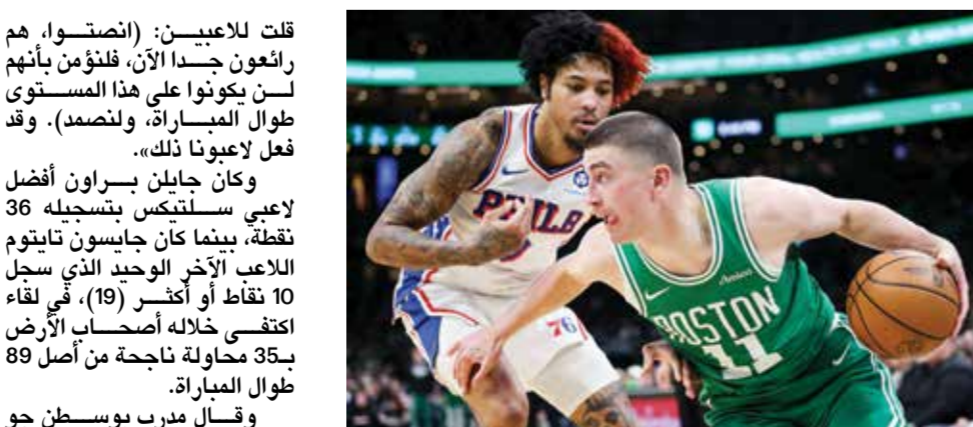 قلت للاعبين: (انصتوا، هم
رائعون جدا الآن، فلنؤمن بأنهم
لن يكونوا على هذا المستوى
طوال المباراة، ولنصمد). وقد
فعل لاعبونا ذلك».
وكان جايلن براون أفضل
لاعبي سلتيكس بتسجيله 36
نقطة، بينما كان جايسون تايتوم
اللاعب الآخر الوحيد الذي سجل
10 نقاط أو أكثر (19)، في لقاء
اكتفى خلاله أصحاب الأرض
بـ35 محاولة ناجحة من أصل 89
طوال المباراة.
وقال مدرب بوسطن جو
PHILA
76
Amica
BOSTON
11